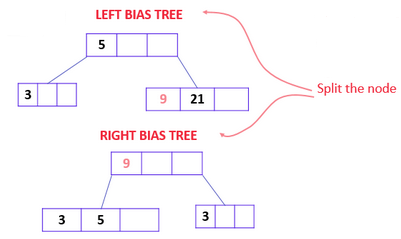 LEFT BIAS TREE
5
Split the node
3
9 21
RIGHT BIAS TREE
9
3 5
3